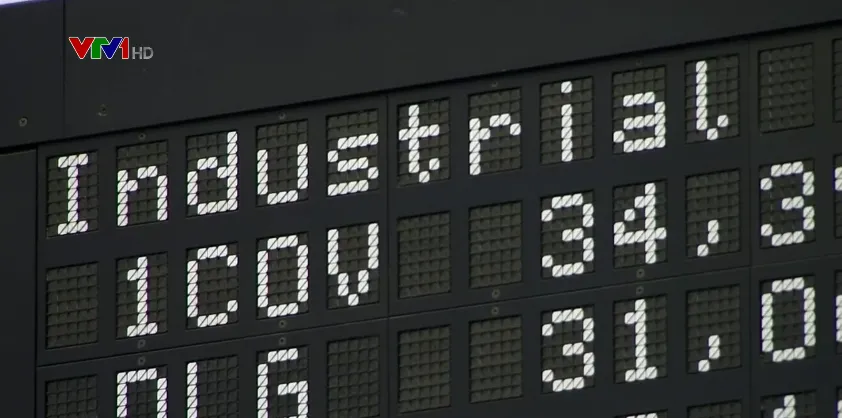 VTV1 HD
Industrial
1COV 34,3
31,0